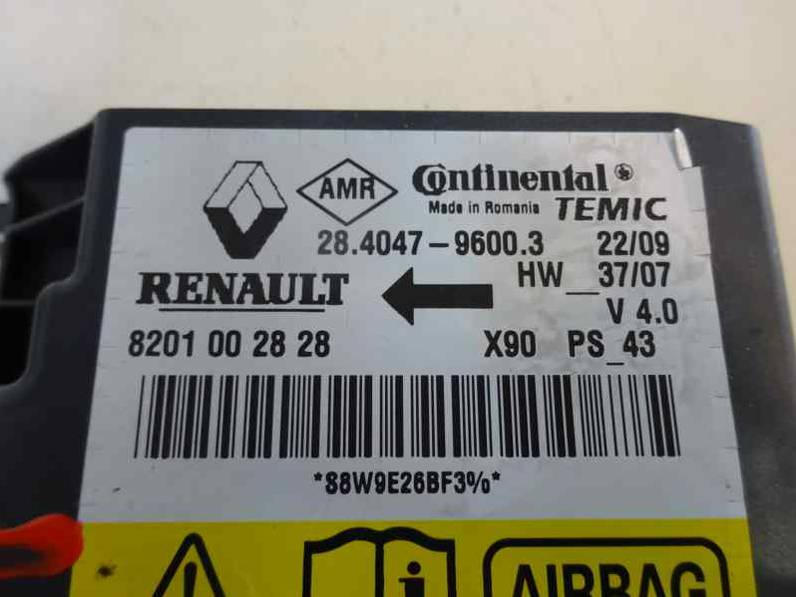 AMR Continental
Made in Romania TEMIC
28.4047-9600.3 22/09
RENAULT HW_37/07
V 4.0
8201 00 28 28 X90 PS_43
*S8W9E26BF3%*
AIRBAG